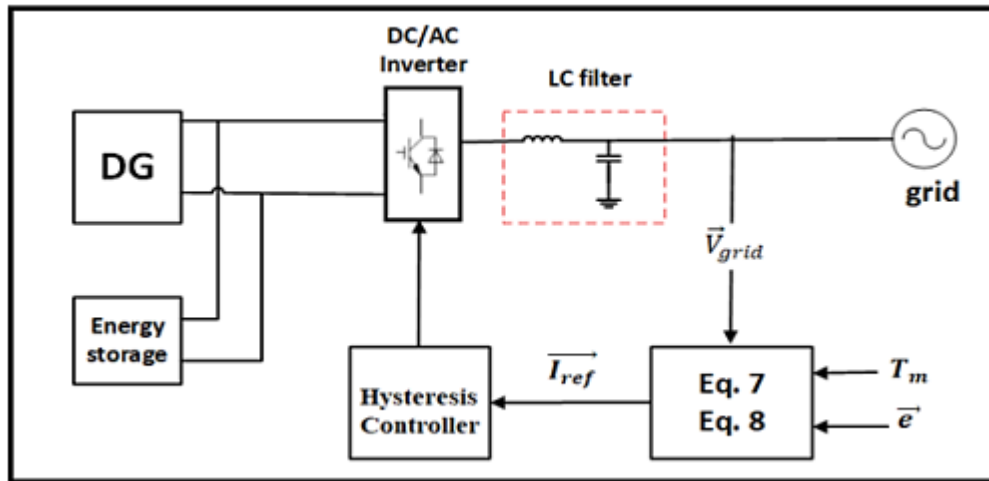 DC/AC
Inverter
LC filter
DG
grid
V⃗grid
Energy
storage
Hysteresis
Controller
I⃗ref
Eq. 7
Eq. 8
Tm
e⃗